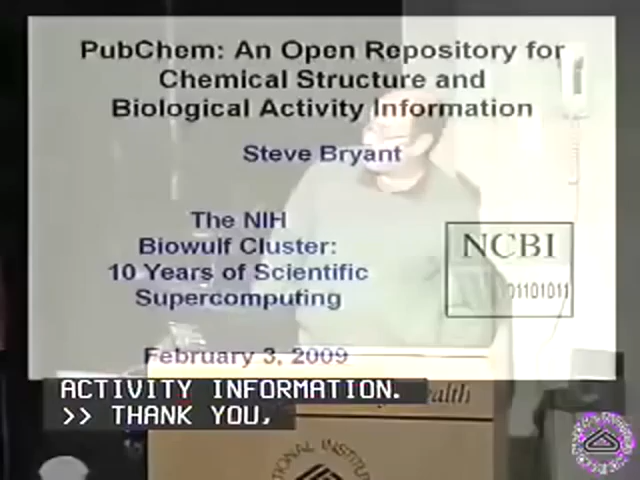 PubChem: An Open Repository for
Chemical Structure and
Biological Activity Information
Steve Bryant
The NIH
Biowulf Cluster:
10 Years of Scientific
Supercomputing
NCBI
01101011
February 3, 2009
ACTIVITY INFORMATION.
>> THANK YOU,